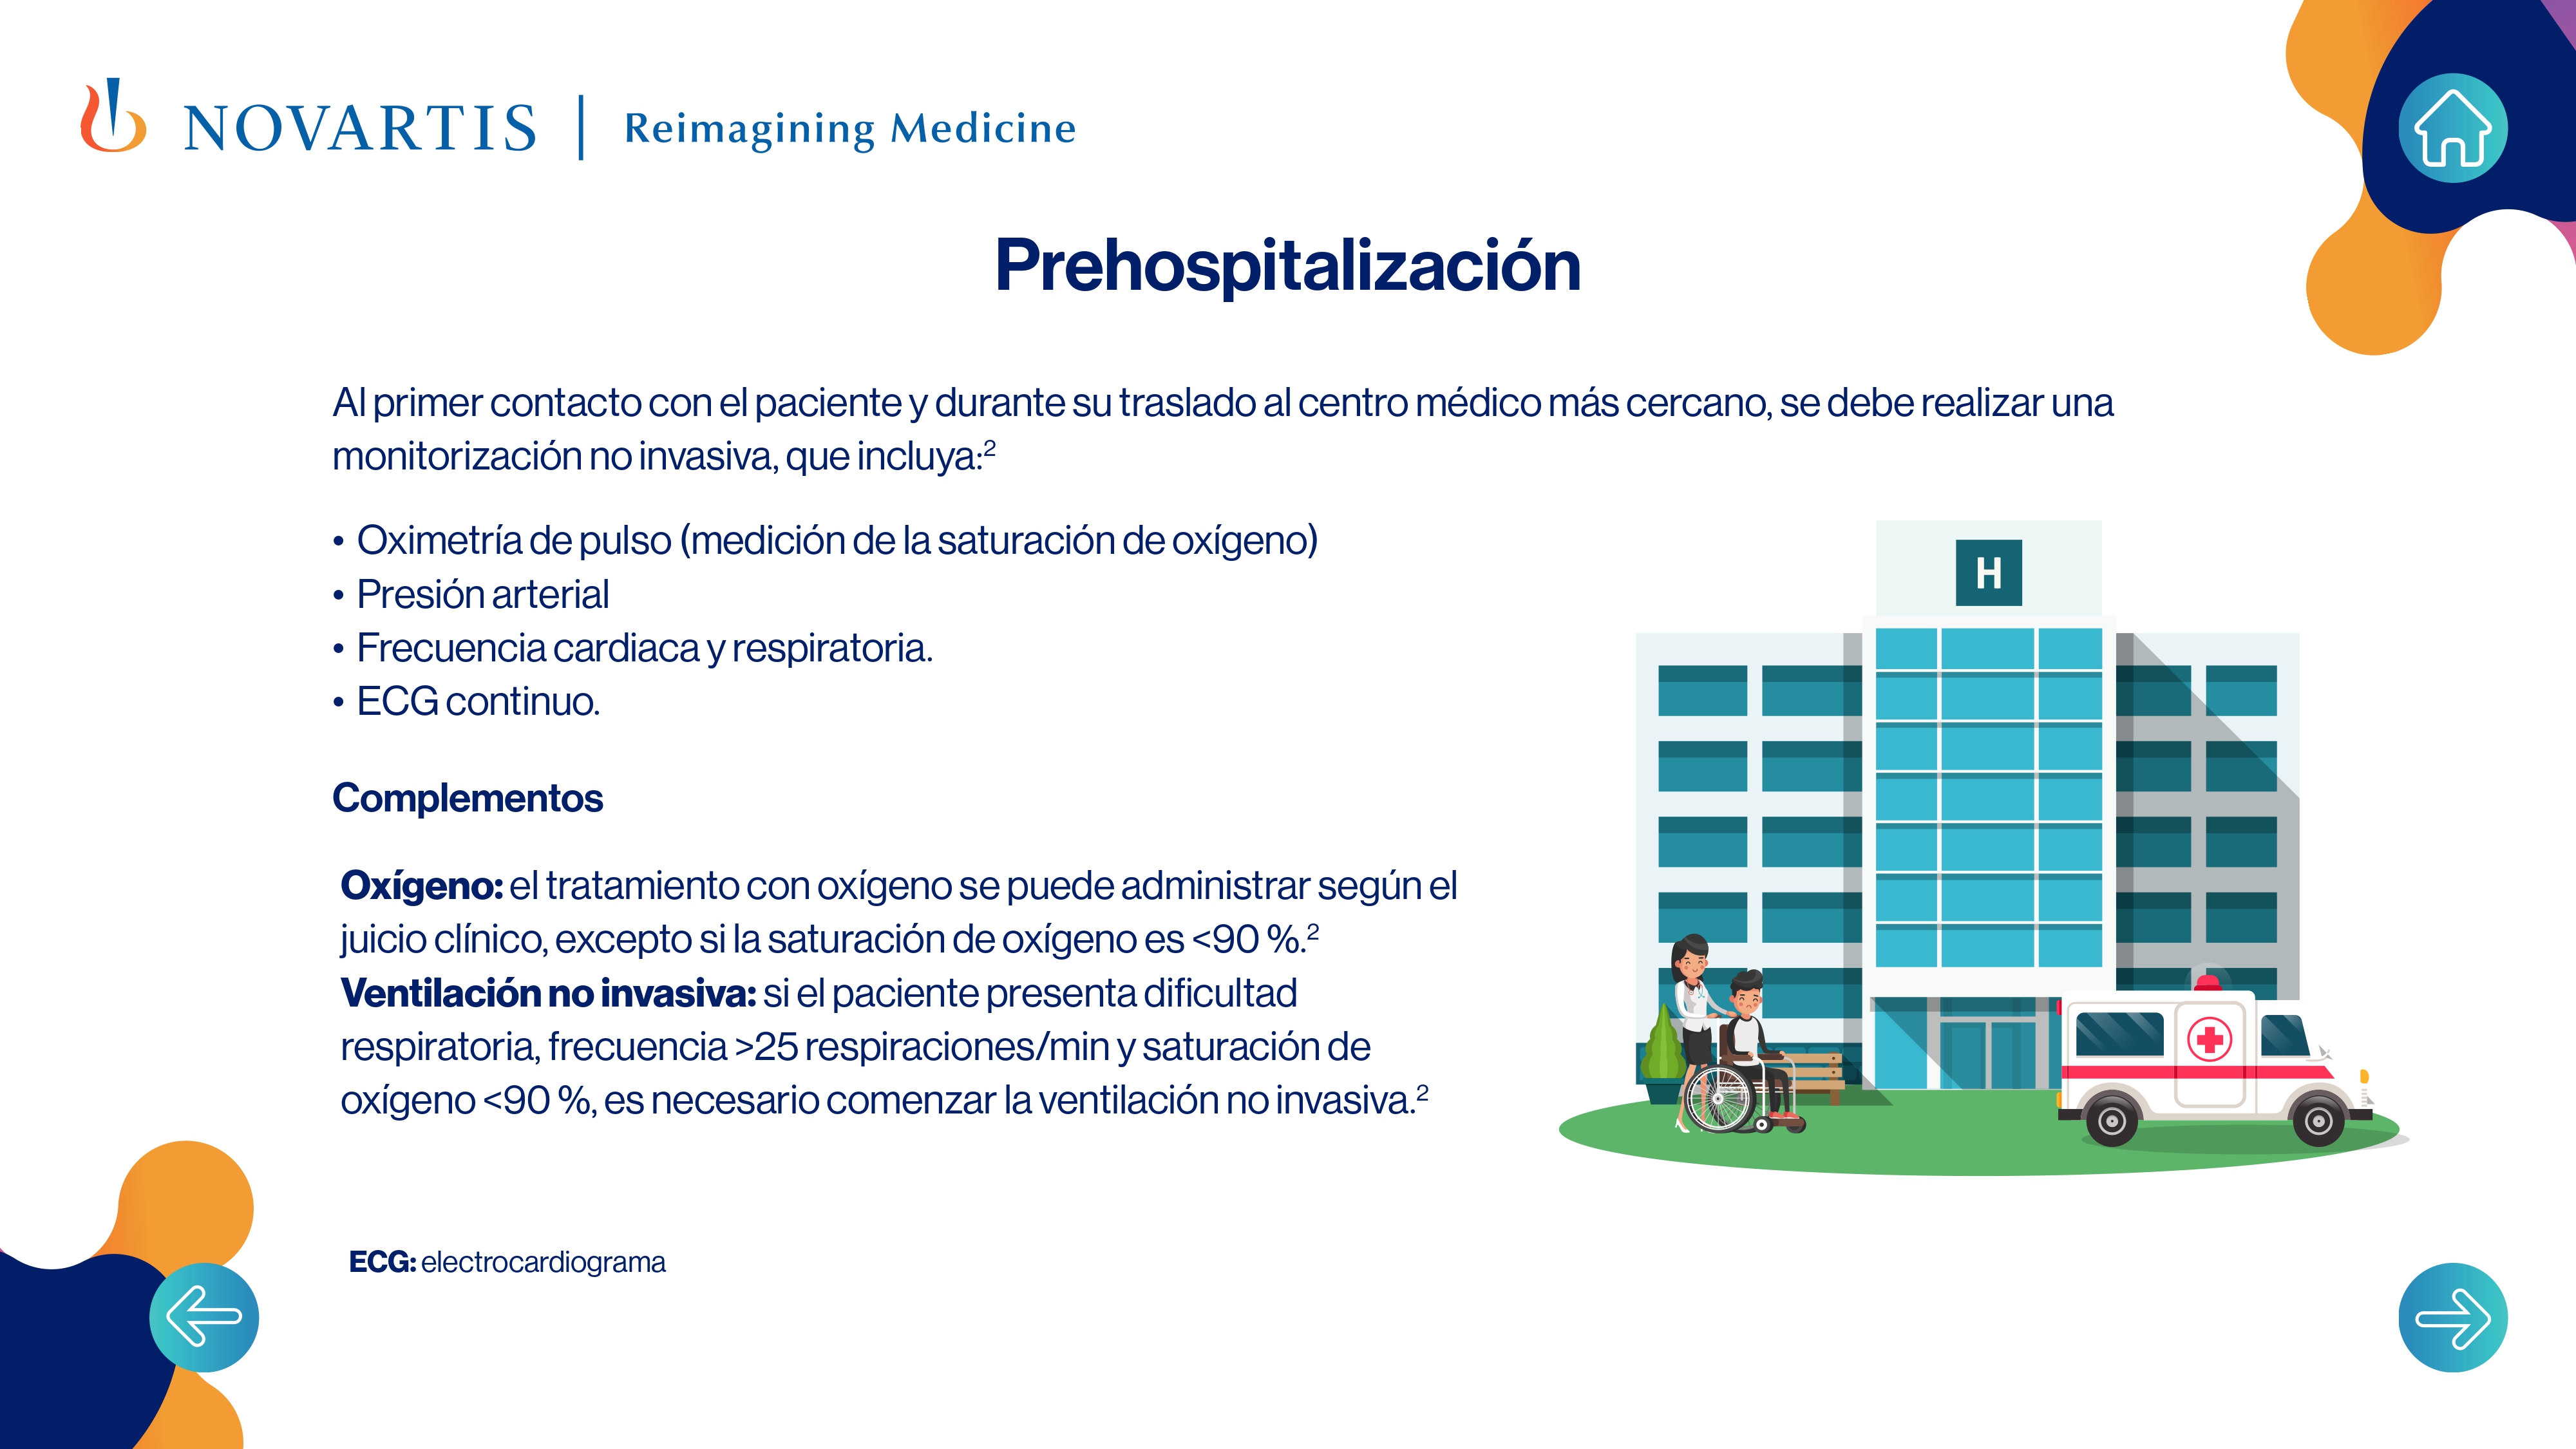 NOVARTIS | Reimagining Medicine
Prehospitalización
Al primer contacto con el paciente y durante su traslado al centro médico más cercano, se debe realizar una
monitorización no invasiva, que incluya:²
• Oximetría de pulso (medición de la saturación de oxígeno)
• Presión arterial
• Frecuencia cardiaca y respiratoria.
• ECG continuo.
H
Complementos
Oxígeno: el tratamiento con oxígeno se puede administrar según el
juicio clínico, excepto si la saturación de oxígeno es <90 %.²
Ventilación no invasiva: si el paciente presenta dificultad
respiratoria, frecuencia >25 respiraciones/min y saturación de
oxígeno <90 %, es necesario comenzar la ventilación no invasiva.²
ECG: electrocardiograma